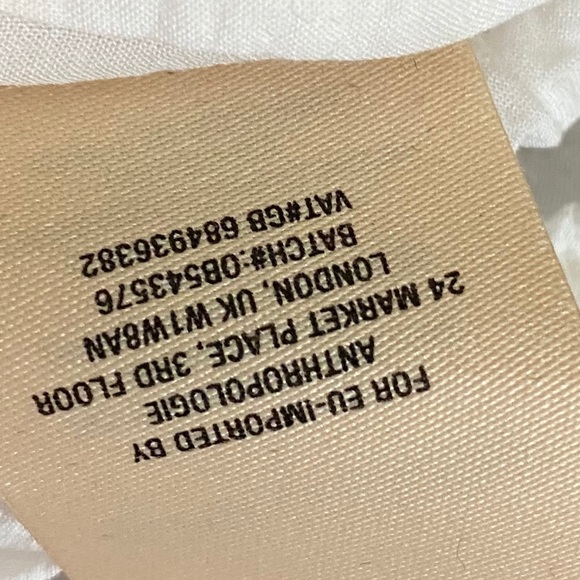 FOR EU-IMPORTED BY
ANTHROPOLOGIE
24 MARKET PLACE, 3RD FLOOR
LONDON, UK W1W8AN
BATCH#:0B543576
VAT#GB 684936382